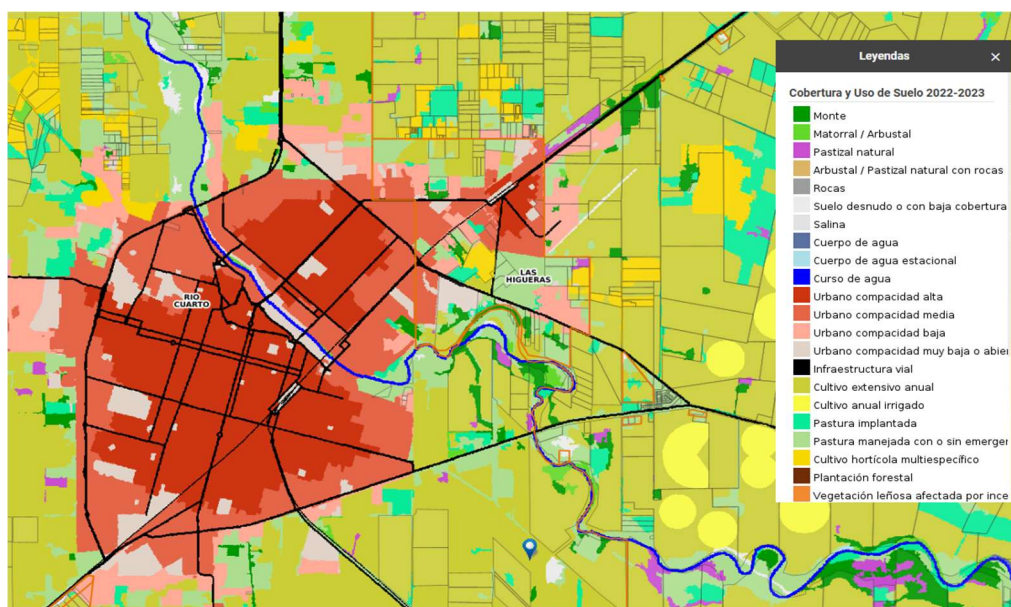 Leyendas ×
Cobertura y Uso de Suelo 2022-2023
Monte
Matorral / Arbustal
Pastizal natural
Arbustal / Pastizal natural con rocas
Rocas
Suelo desnudo o con baja cobertura
Salina
Cuerpo de agua
Cuerpo de agua estacional
Curso de agua
Urbano compacidad alta
Urbano compacidad media
Urbano compacidad baja
Urbano compacidad muy baja o abier
Infraestructura vial
Cultivo extensivo anual
Cultivo anual irrigado
Pastura implantada
Pastura manejada con o sin emerger
Cultivo hortícola multiespecífico
Plantación forestal
Vegetación leñosa afectada por ince
LAS
HIGUERAS
RIO
CUARTO